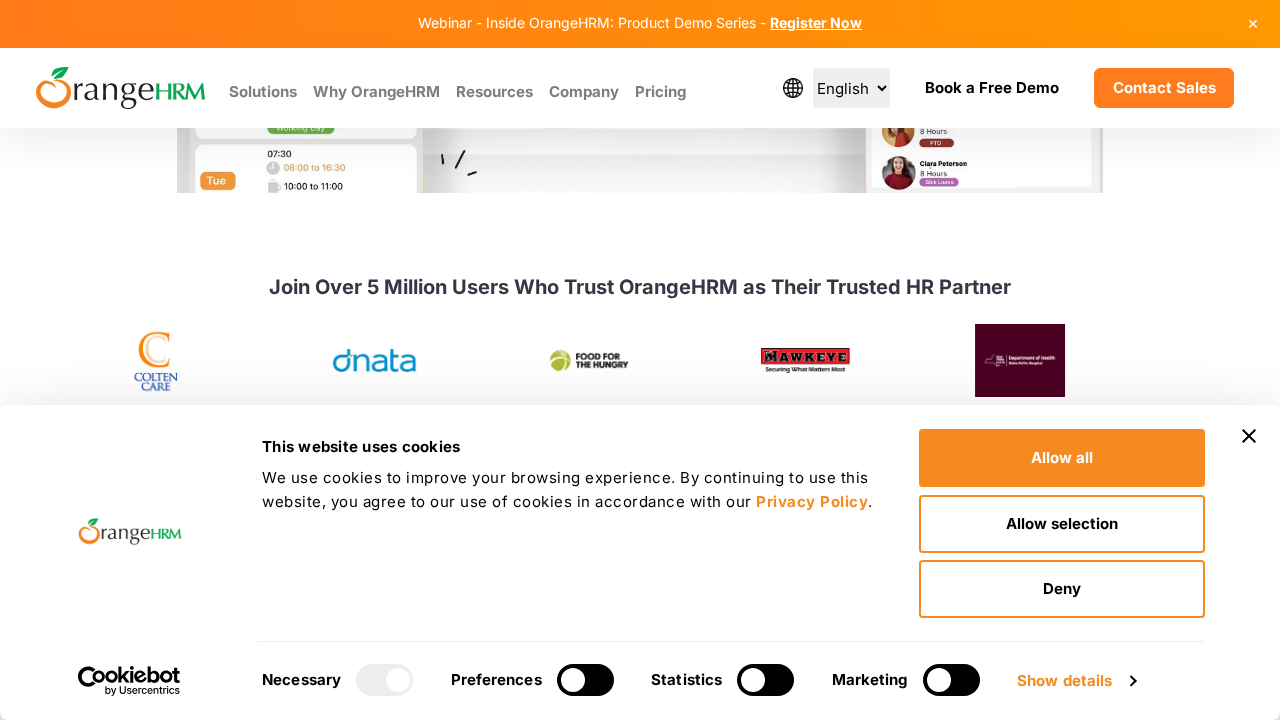 Webinar - Inside OrangeHRM: Product Demo Series - Register Now ×
OrangeHRM Solutions Why OrangeHRM Resources Company Pricing English Book a Free Demo Contact Sales
Working Day
07:30
08:00 to 16:30
Tue
10:00 to 11:00
8 Hours
PTO
Clara Peterson
8 Hours
Sick Leave
Join Over 5 Million Users Who Trust OrangeHRM as Their Trusted HR Partner
C
COLTEN
CARE
dnata
FOOD FOR
THE HUNGRY
HAWKEYE
Securing What Matters Most
Department of Health
This website uses cookies
We use cookies to improve your browsing experience. By continuing to use this
website, you agree to our use of cookies in accordance with our Privacy Policy.
OrangeHRM
Allow all
Allow selection
Deny
Cookiebot
by Usercentrics
Necessary Preferences Statistics Marketing Show details